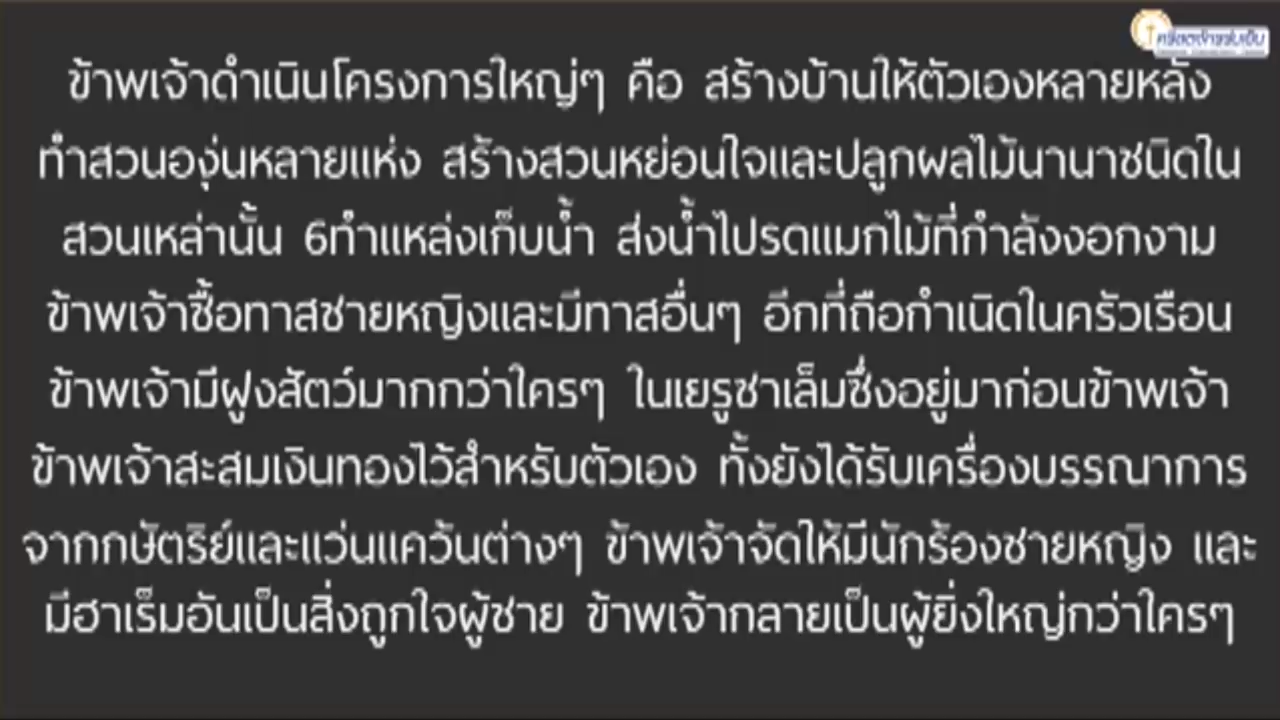 ข้าพเจ้าดำเนินโครงการใหญ่ๆ คือ สร้างบ้านให้ตัวเองหลายหลัง
ทำสวนองุ่นหลายแห่ง สร้างสวนหย่อนใจและปลูกผลไม้นานาชนิดใน
สวนเหล่านั้น 6ทำแหล่งเก็บน้ำ ส่งน้ำไปรดแมกไม้ที่กำลังงอกงาม
ข้าพเจ้าซื้อทาสชายหญิงและมีทาสอื่นๆ อีกที่ถือกำเนิดในครัวเรือน
ข้าพเจ้ามีฝูงสัตว์มากกว่าใครๆ ในเยรูซาเล็มซึ่งอยู่มาก่อนข้าพเจ้า
ข้าพเจ้าสะสมเงินทองไว้สำหรับตัวเอง ทั้งยังได้รับเครื่องบรรณาการ
จากกษัตริย์และแว่นแคว้นต่างๆ ข้าพเจ้าจัดให้มีนักร้องชายหญิง และ
มีฮาเร็มอันเป็นสิ่งถูกใจผู้ชาย ข้าพเจ้ากลายเป็นผู้ยิ่งใหญ่กว่าใครๆ